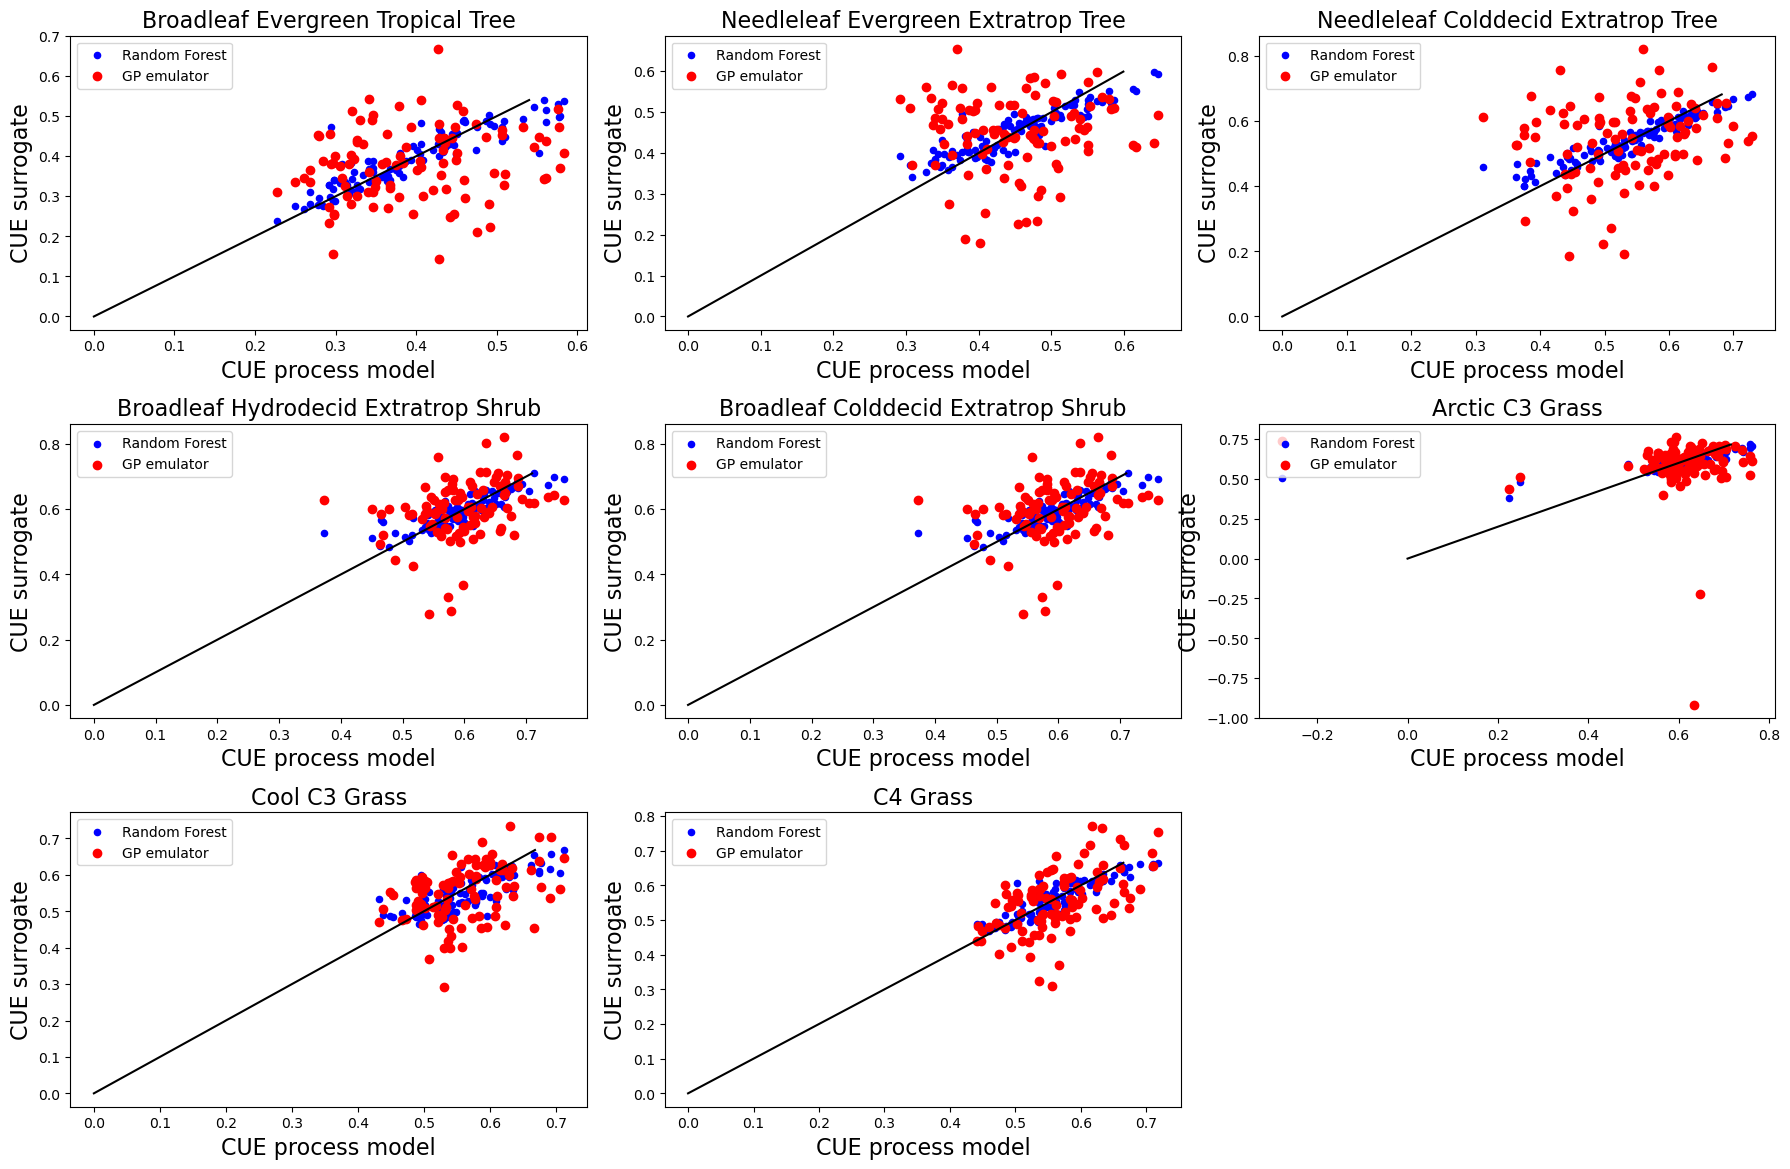 Broadleaf Evergreen Tropical Tree
Random Forest
GP emulator
CUE surrogate
0.7
0.6
0.5
0.4
0.3
0.2
0.1
0.0
0.0 0.1 0.2 0.3 0.4 0.5 0.6
CUE process model
Needleleaf Evergreen Extratrop Tree
Random Forest
GP emulator
CUE surrogate
0.6
0.5
0.4
0.3
0.2
0.1
0.0
0.0 0.1 0.2 0.3 0.4 0.5 0.6
CUE process model
Needleleaf Colddecid Extratrop Tree
Random Forest
GP emulator
CUE surrogate
0.8
0.6
0.4
0.2
0.0
0.0 0.1 0.2 0.3 0.4 0.5 0.6 0.7
CUE process model
Broadleaf Hydrodecid Extratrop Shrub
Random Forest
GP emulator
CUE surrogate
0.8
0.6
0.4
0.2
0.0
0.0 0.1 0.2 0.3 0.4 0.5 0.6 0.7
CUE process model
Broadleaf Colddecid Extratrop Shrub
Random Forest
GP emulator
CUE surrogate
0.8
0.6
0.4
0.2
0.0
0.0 0.1 0.2 0.3 0.4 0.5 0.6 0.7
CUE process model
Arctic C3 Grass
Random Forest
GP emulator
CUE surrogate
0.75
0.50
0.25
0.00
−0.25
−0.50
−0.75
−1.00
−0.2 0.0 0.2 0.4 0.6 0.8
CUE process model
Cool C3 Grass
Random Forest
GP emulator
CUE surrogate
0.7
0.6
0.5
0.4
0.3
0.2
0.1
0.0
0.0 0.1 0.2 0.3 0.4 0.5 0.6 0.7
CUE process model
C4 Grass
Random Forest
GP emulator
CUE surrogate
0.8
0.7
0.6
0.5
0.4
0.3
0.2
0.1
0.0
0.0 0.1 0.2 0.3 0.4 0.5 0.6 0.7
CUE process model